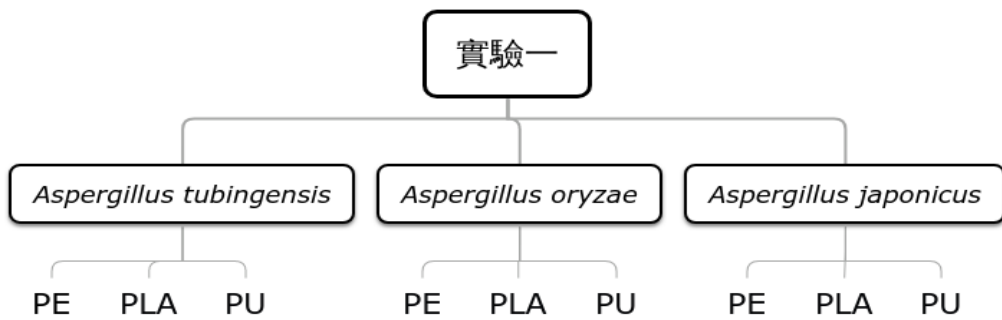 實驗一
Aspergillus tubingensis
Aspergillus oryzae
Aspergillus japonicus
PE PLA PU
PE PLA PU
PE PLA PU